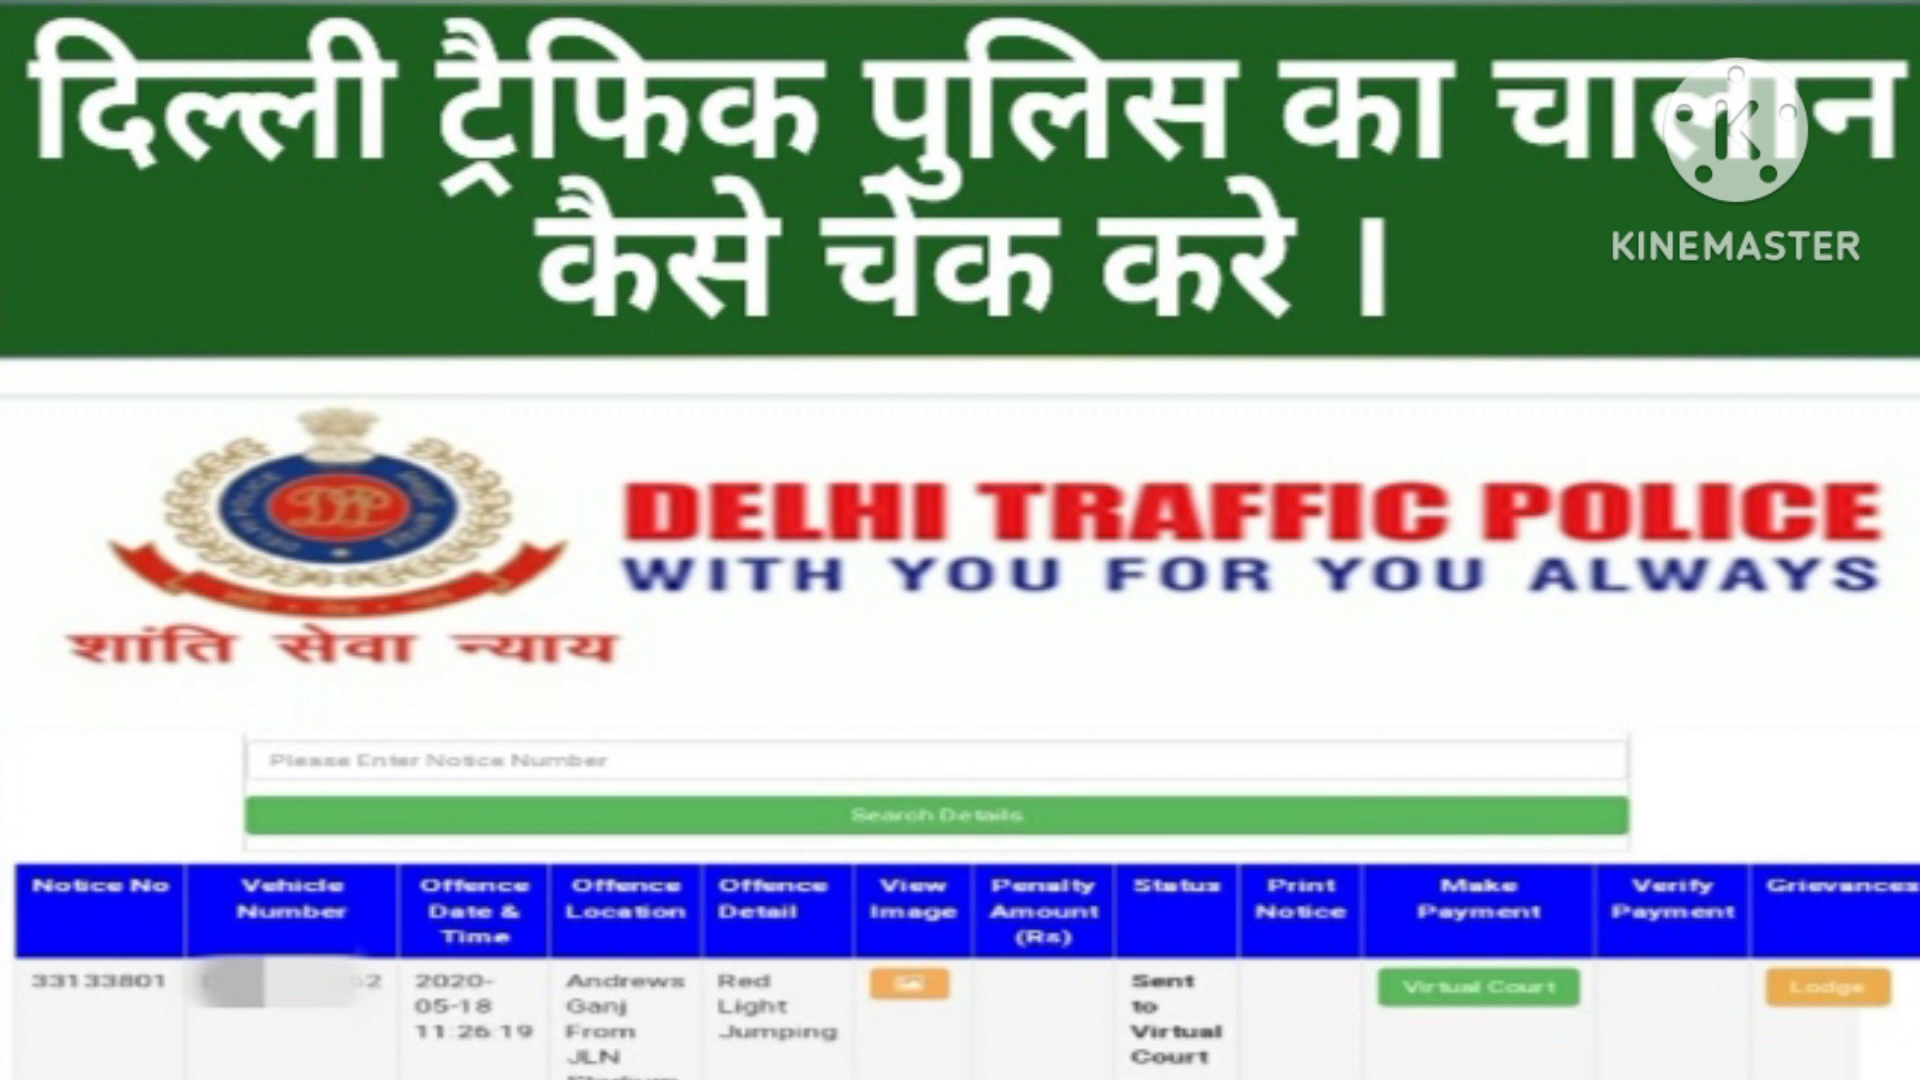 दिल्ली ट्रैफिक पुलिस का चालान
कैसे चेक करे ।
KINEMASTER
DELHI TRAFFIC POLICE
WITH YOU FOR YOU ALWAYS
शांति सेवा न्याय
Please Enter Notice Number
Search Details
Notice No Vehicle Number Offence Date & Time Offence Location Offence Detail View Image Penalty Amount (Rs) Status Print Notice Make Payment Verify Payment Grievances
33133801 2020-05-18 11:26:19 Andrews Ganj From JLN Red Light Jumping Sent to Virtual Court Virtual Court Lodge